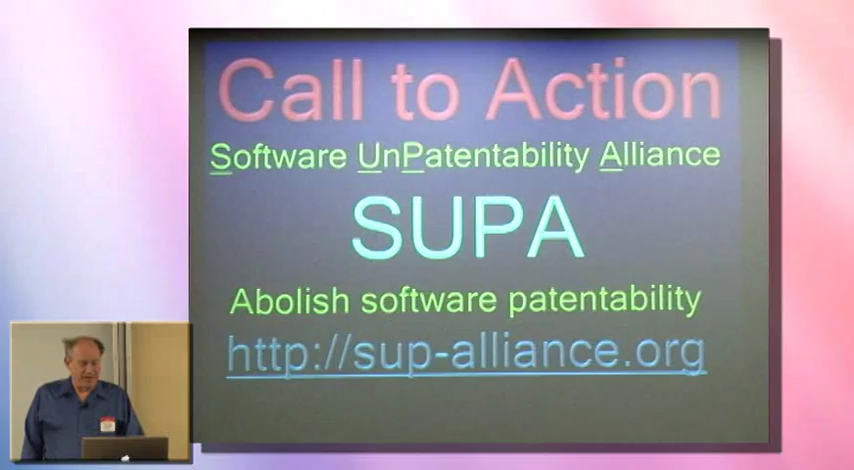 Call to Action
Software UnPatentability Alliance
SUPA
Abolish software patentability
http://sup-alliance.org